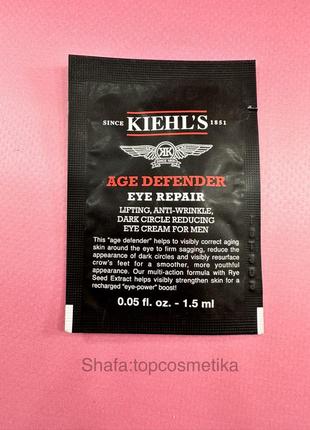 SINCE KIEHL'S 1851
AGE DEFENDER
EYE REPAIR
LIFTING, ANTI-WRINKLE,
DARK CIRCLE REDUCING
EYE CREAM FOR MEN
This "age defender" helps to visibly correct aging
skin around the eye to firm sagging, reduce the
appearance of dark circles and visibly resurface
crow's feet for a smoother, more youthful
appearance. Our multi-action formula with Rye
Seed Extract helps visibly strengthen skin for a
recharged "eye-power" boost!
0.05 fl. oz. - 1.5 ml
Shafa:topcosmetika